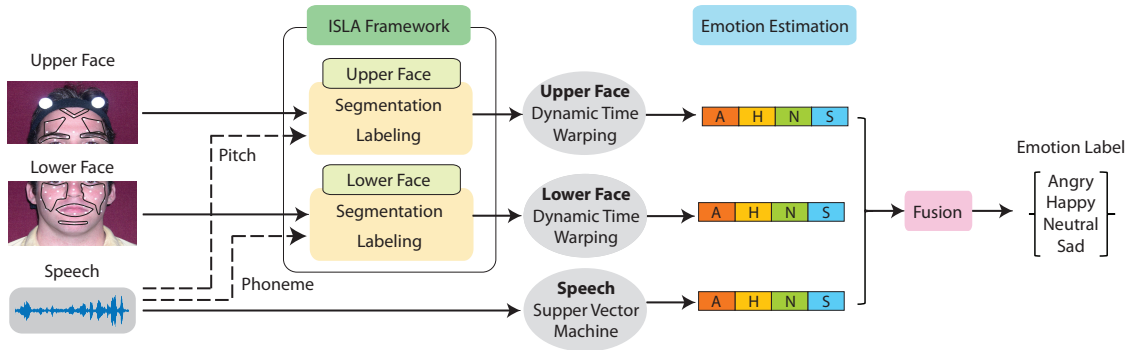 ISLA Framework
Emotion Estimation
Upper Face
Upper Face
Segmentation
Labeling
Upper Face
Dynamic Time
Warping
A H N S
Pitch
Lower Face
Lower Face
Segmentation
Labeling
Lower Face
Dynamic Time
Warping
A H N S
Fusion
Emotion Label
Angry
Happy
Neutral
Sad
Speech
Phoneme
Speech
Supper Vector
Machine
A H N S